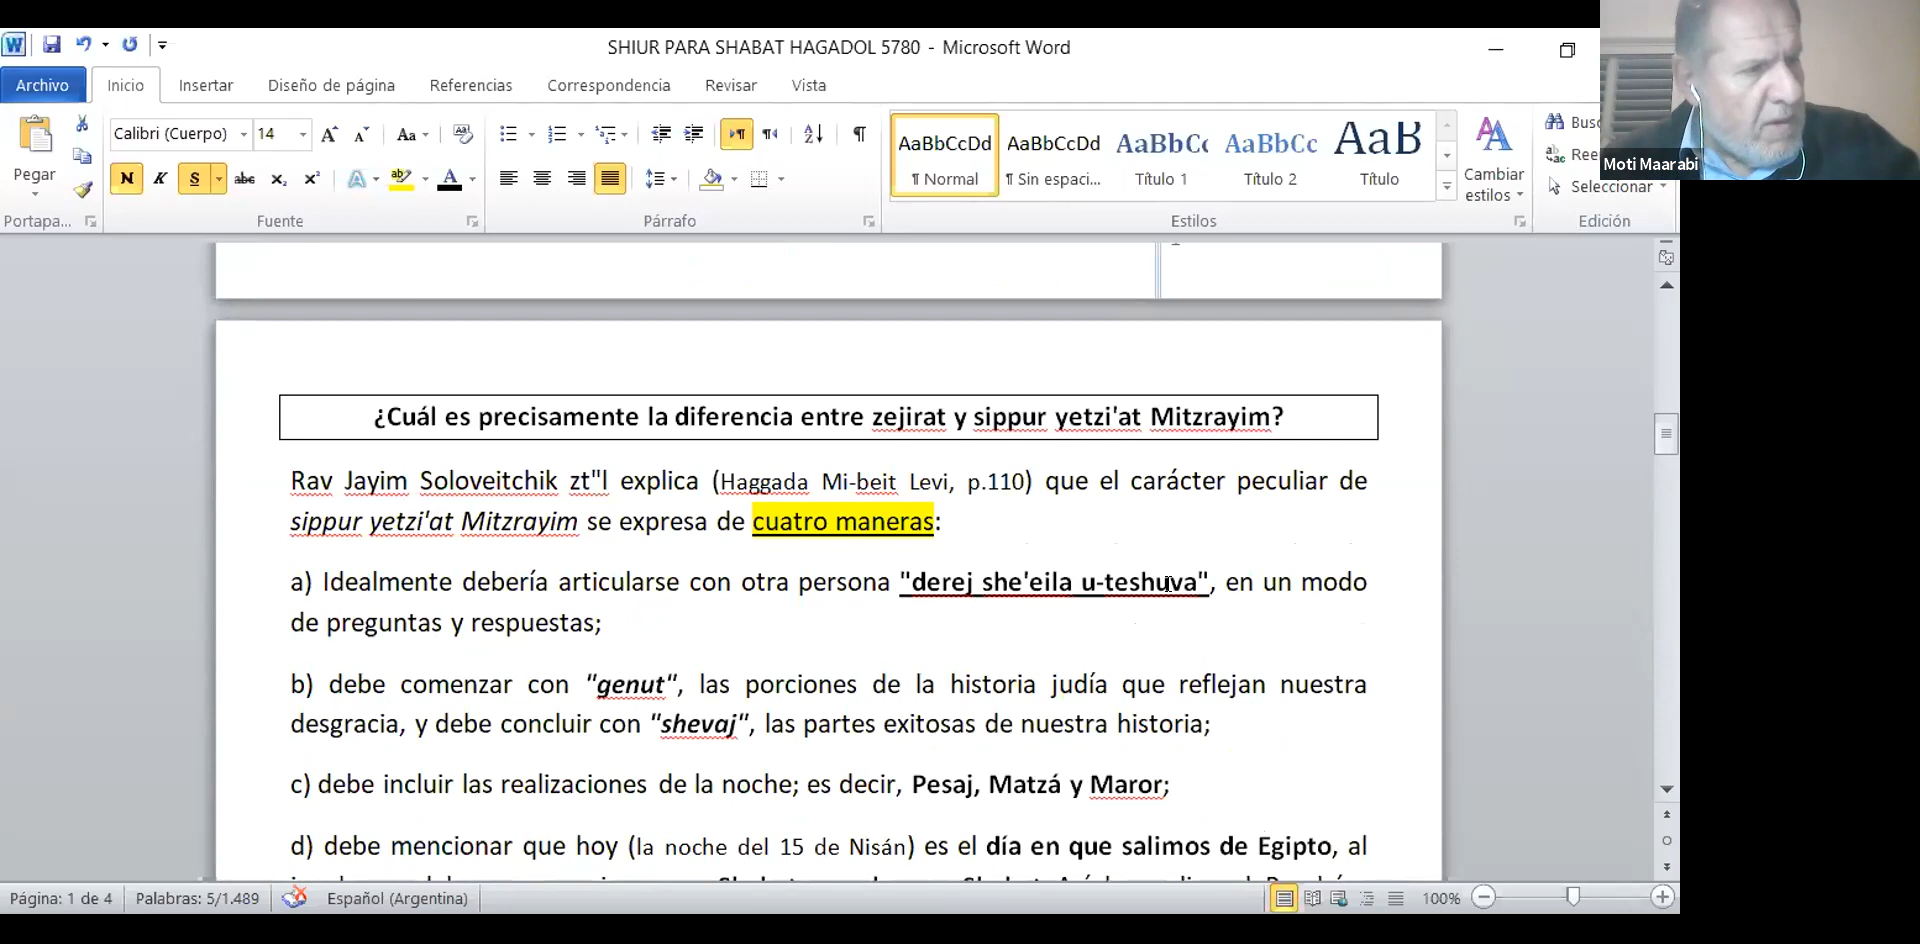 SHIUR PARA SHABAT HAGADOL 5780 - Microsoft Word
Archivo Inicio Insertar Diseño de página Referencias Correspondencia Revisar Vista
Calibri (Cuerpo) 14
Pegar
N K S abc x₂ x²
AaBbCcDd AaBbCcDd AaBbCc AaBbCc AaB
¶ Normal ¶ Sin espaci... Título 1 Título 2 Título
Cambiar
estilos
Seleccionar
Portapa... Fuente Párrafo Estilos Edición
Moti Maarabi
¿Cuál es precisamente la diferencia entre zejirat y sippur yetzi'at Mitzrayim?
Rav Jayim Soloveitchik zt"l explica (Haggada Mi-beit Levi, p.110) que el carácter peculiar de
sippur yetzi'at Mitzrayim se expresa de cuatro maneras:
a) Idealmente debería articularse con otra persona "derej she'eila u-teshuva", en un modo
de preguntas y respuestas;
b) debe comenzar con "genut", las porciones de la historia judía que reflejan nuestra
desgracia, y debe concluir con "shevaj", las partes exitosas de nuestra historia;
c) debe incluir las realizaciones de la noche; es decir, Pesaj, Matzá y Maror;
d) debe mencionar que hoy (la noche del 15 de Nisán) es el día en que salimos de Egipto, al
Página: 1 de 4 Palabras: 5/1.489 Español (Argentina) 100%